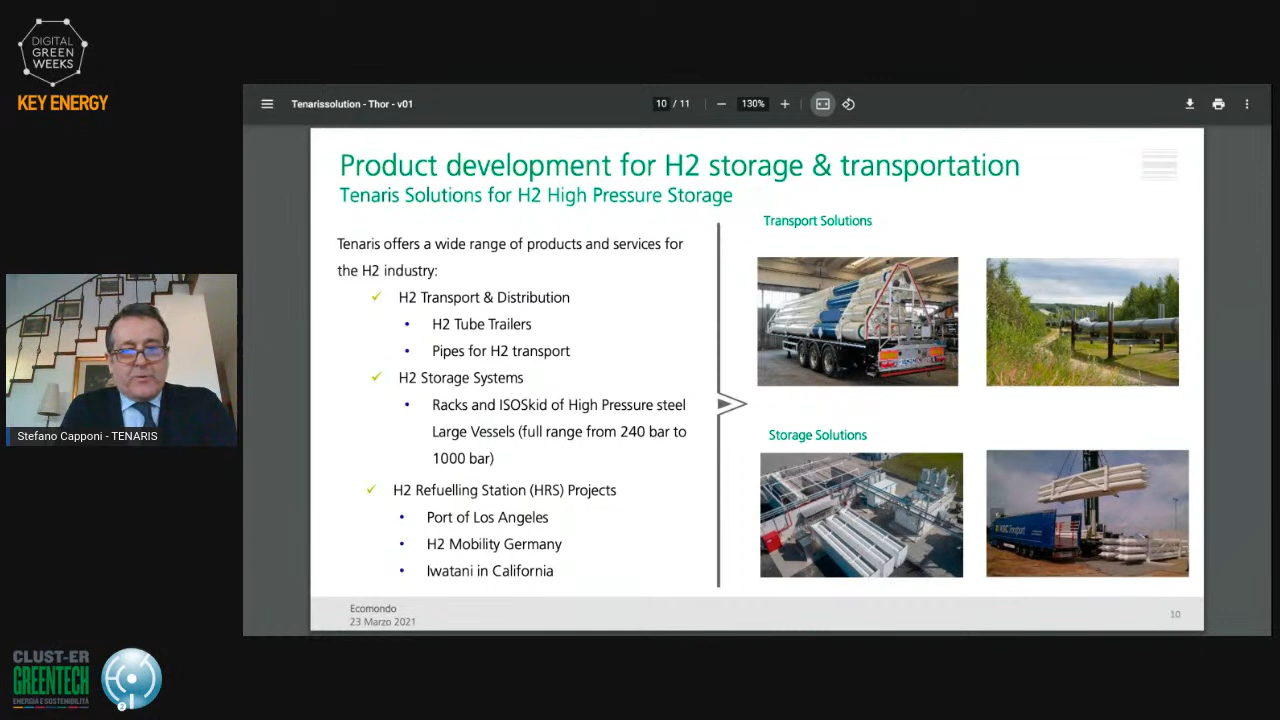 DIGITAL
GREEN
WEEKS
KEY ENERGY
Tenarissolution - Thor - v01
10 / 11
130%
Product development for H2 storage & transportation
Tenaris Solutions for H2 High Pressure Storage
Tenaris offers a wide range of products and services for
the H2 industry:
H2 Transport & Distribution
H2 Tube Trailers
Pipes for H2 transport
H2 Storage Systems
Racks and ISOSkid of High Pressure steel
Large Vessels (full range from 240 bar to
1000 bar)
H2 Refuelling Station (HRS) Projects
Port of Los Angeles
H2 Mobility Germany
Iwatani in California
Transport Solutions
Storage Solutions
Ecomondo
23 Marzo 2021
10
Stefano Capponi - TENARIS
CLUST-ER
GREENTECH
ENERGIA E SOSTENIBILITÀ
2